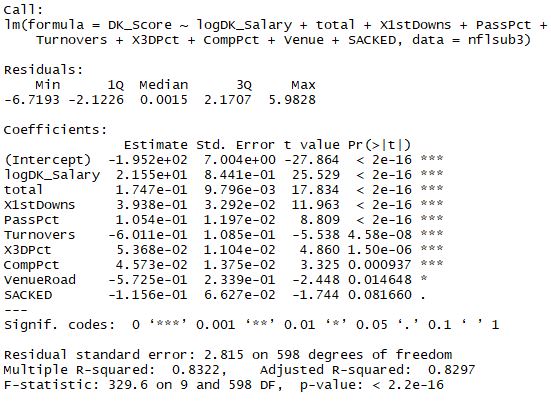 Call:
lm(formula = DK_Score ~ logDK_Salary + total + X1stDowns + PassPct +
    Turnovers + X3DPct + CompPct + Venue + SACKED, data = nflsub3)
Residuals:
    Min      1Q  Median      3Q     Max
-6.7193 -2.1226  0.0015  2.1707  5.9828
Coefficients:
               Estimate Std. Error t value Pr(>|t|)
(Intercept)  -1.952e+02  7.004e+00 -27.864  < 2e-16 ***
logDK_Salary  2.155e+01  8.441e-01  25.529  < 2e-16 ***
total         1.747e-01  9.796e-03  17.834  < 2e-16 ***
X1stDowns     3.938e-01  3.292e-02  11.963  < 2e-16 ***
PassPct       1.054e-01  1.197e-02   8.809  < 2e-16 ***
Turnovers    -6.011e-01  1.085e-01  -5.538 4.58e-08 ***
X3DPct        5.368e-02  1.104e-02   4.860 1.50e-06 ***
CompPct       4.573e-02  1.375e-02   3.325 0.000937 ***
VenueRoad    -5.725e-01  2.339e-01  -2.448 0.014648 *
SACKED       -1.156e-01  6.627e-02  -1.744 0.081660 .
---
Signif. codes:  0 ‘***’ 0.001 ‘**’ 0.01 ‘*’ 0.05 ‘.’ 0.1 ‘ ’ 1
Residual standard error: 2.815 on 598 degrees of freedom
Multiple R-squared:  0.8322,    Adjusted R-squared:  0.8297
F-statistic: 329.6 on 9 and 598 DF,  p-value: < 2.2e-16